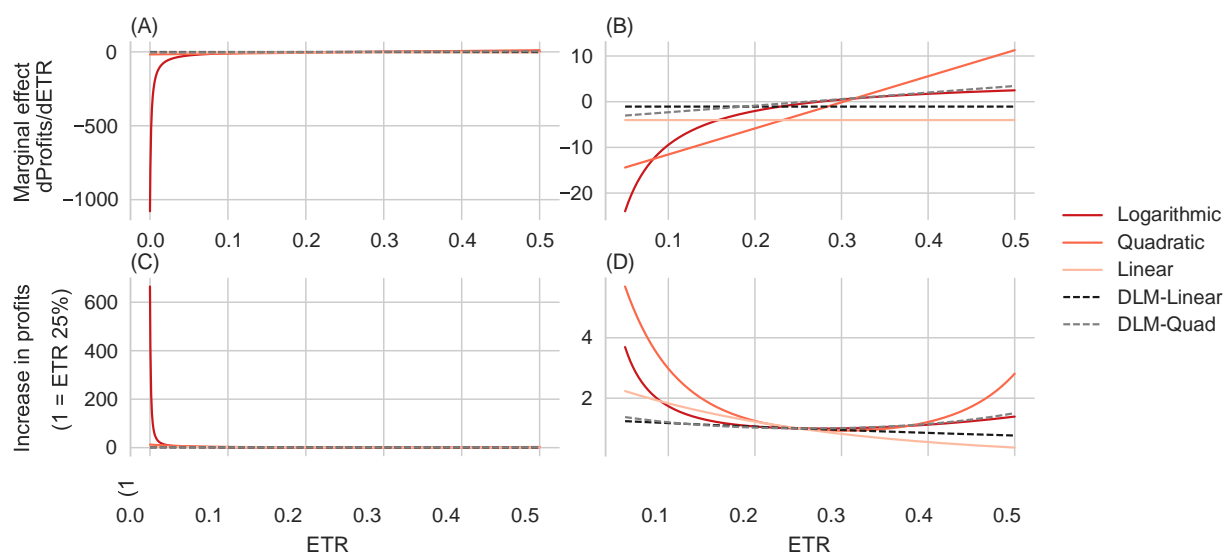 (A)
Marginal effect
dProfits/dETR
0
−500
−1000
0.0 0.1 0.2 0.3 0.4 0.5
(B)
10
0
−10
−20
0.1 0.2 0.3 0.4 0.5
Logarithmic
Quadratic
Linear
DLM-Linear
DLM-Quad
(C)
Increase in profits
(1 = ETR 25%)
600
400
200
0
(1
0.0 0.1 0.2 0.3 0.4 0.5
ETR
(D)
4
2
0.1 0.2 0.3 0.4 0.5
ETR